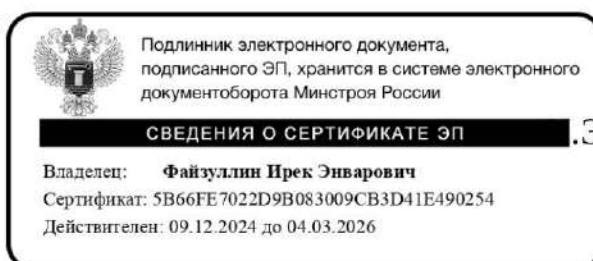 Подлинник электронного документа,
подписанного ЭП, хранится в системе электронного
документоборота Минстроя России
СВЕДЕНИЯ О СЕРТИФИКАТЕ ЭП
.Э
Владелец: Файзуллин Ирек Энварович
Сертификат: 5B66FE7022D9B083009CB3D41E490254
Действителен: 09.12.2024 до 04.03.2026